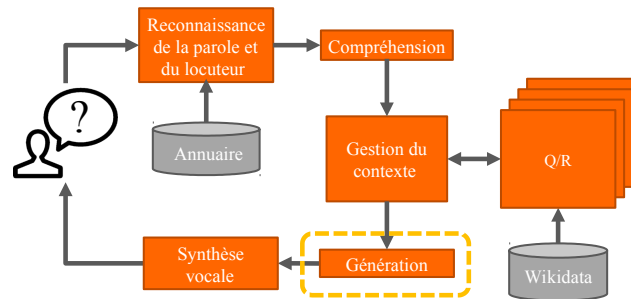 Reconnaissance
de la parole et
du locuteur
Compréhension
?
Annuaire
Gestion du
contexte
Q/R
Synthèse
vocale
Génération
Wikidata